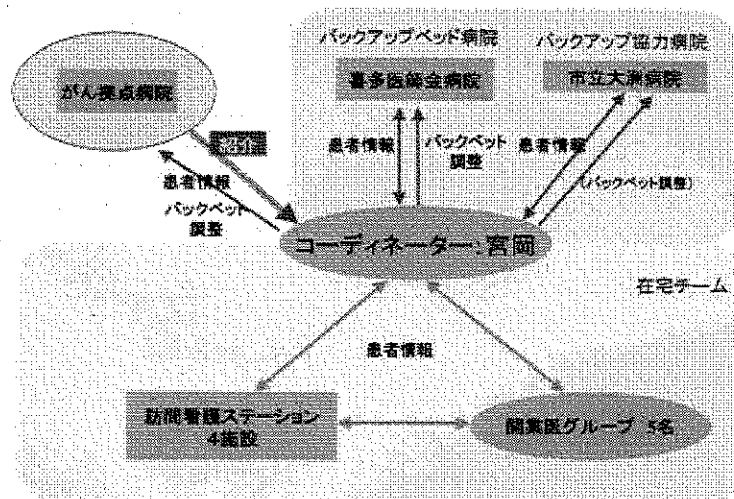 バックアップベッド病院
バックアップ協力病院
がん拠点病院
喜多医師会病院
市立大洲病院
紹介
患者情報
バックベット
調整
患者情報
バックベット
調整
患者情報
(バックベット調整)
コーディネーター:宮岡
在宅チーム
患者情報
訪問看護ステーション
4施設
開業医グループ 5名